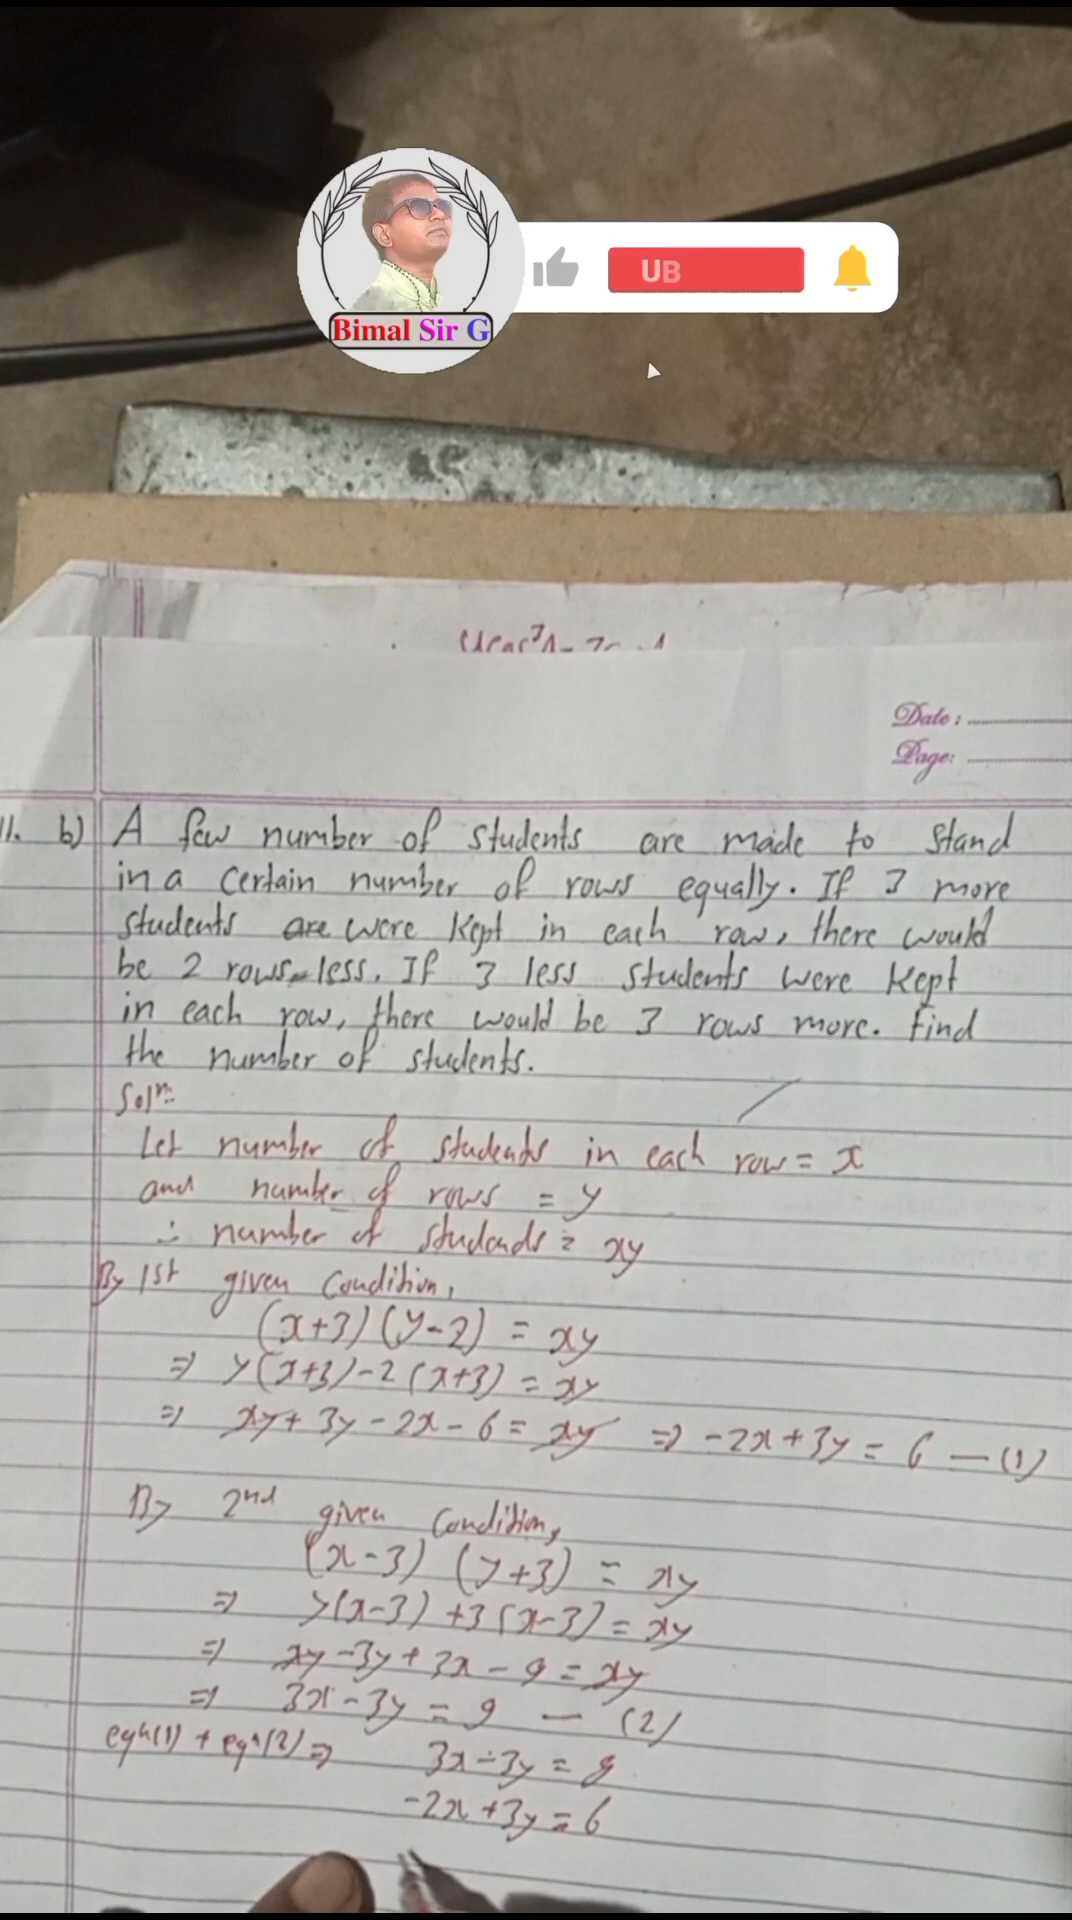 Bimal Sir G
UB
Date:
Page:
11. b) A few number of students are made to stand
in a certain number of rows equally. If 3 more
students are were kept in each row, there would
be 2 rows less. If 3 less students were kept
in each row, there would be 3 rows more. Find
the number of students.
Solⁿ:
Let number of students in each row = x
and number of rows = y
∴ number of students = xy
By 1st given condition,
(x+3) (y-2) = xy
⇒ y(x+3)-2(x+3) = xy
⇒ xy + 3y - 2x - 6 = xy ⇒ -2x + 3y = 6 — (1)
By 2nd given condition,
(x-3) (y+3) = xy
⇒ y(x-3) +3(x-3) = xy
⇒ xy - 3y + 3x - 9 = xy
⇒ 3x - 3y = 9 — (2)
eqⁿ(1) + eqⁿ(2) ⇒ 3x - 3y = 9
-2x + 3y = 6